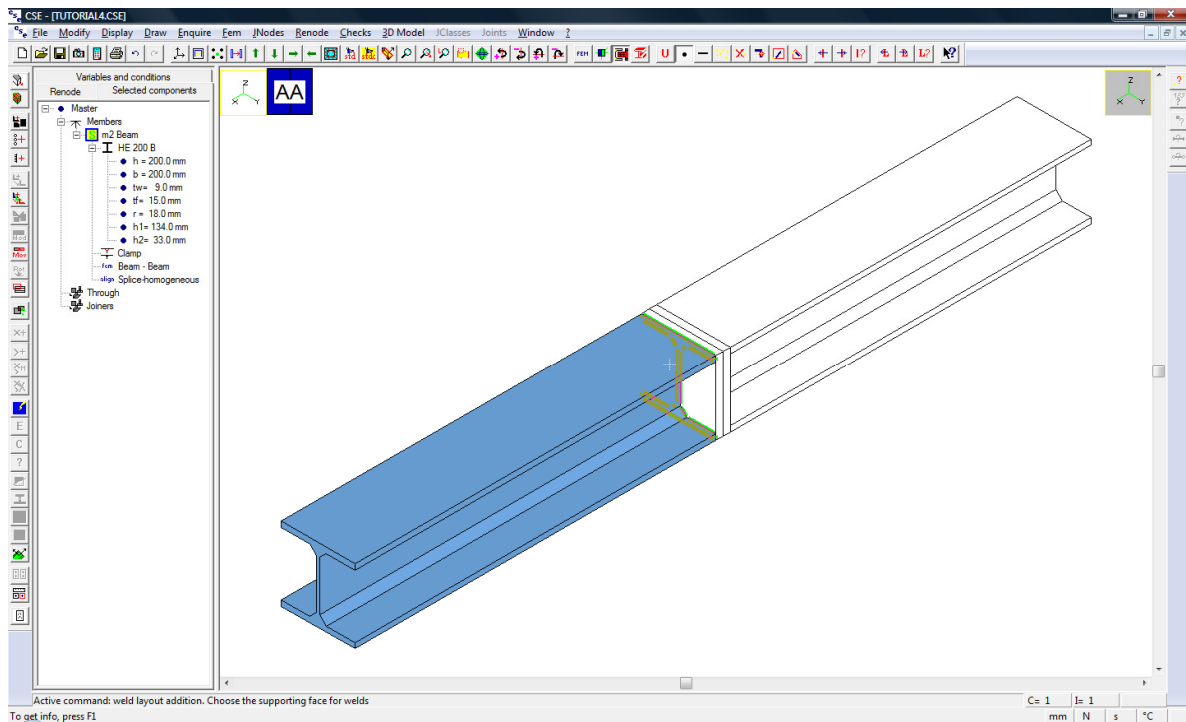 CSE - [TUTORIAL4.CSE]
File Modify Display Draw Enquire Fem JNodes Renode Checks 3D Model JClasses Joints Window ?
Variables and conditions
Renode Selected components
AA
Z
X Y
Z
X Y
Master
Members
m2 Beam
HE 200 B
h = 200.0 mm
b = 200.0 mm
tw= 9.0 mm
tf= 15.0 mm
r = 18.0 mm
h1= 134.0 mm
h2= 33.0 mm
Clamp
fem Beam - Beam
align Splice-homogeneous
Through
Joiners
Active command: weld layout addition. Choose the supporting face for welds
C= 1 I= 1
To get info, press F1
mm N s °C